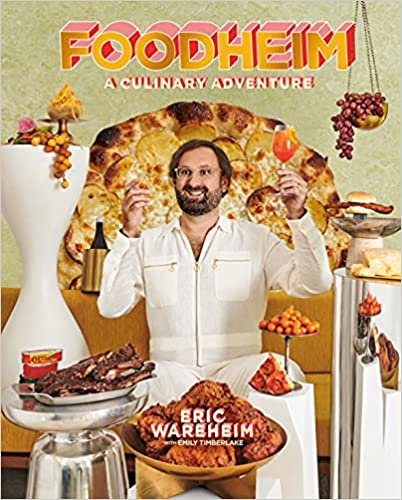 FOODHEIM
A CULINARY ADVENTURE
ERIC
WAREHEIM
WITH EMILY TIMBERLAKE